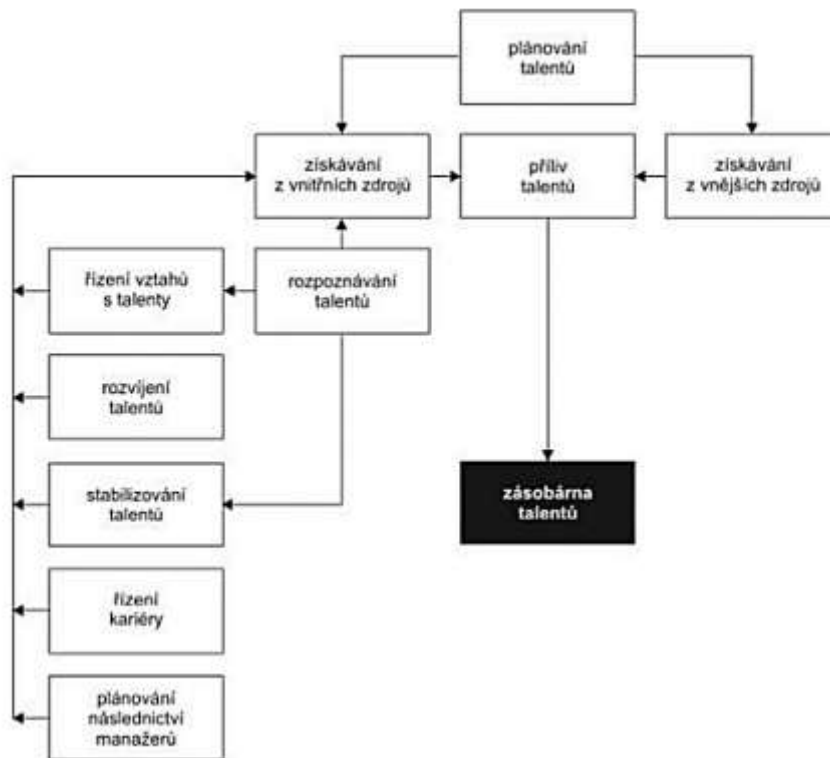 plánování
talentů
získávání
z vnitřních zdrojů
příliv
talentů
získávání
z vnějších zdrojů
řízení vztahů
s talenty
rozpoznávání
talentů
rozvíjení
talentů
stabilizování
talentů
zásobárna
talentů
řízení
kariéry
plánování
následnictví
manažerů